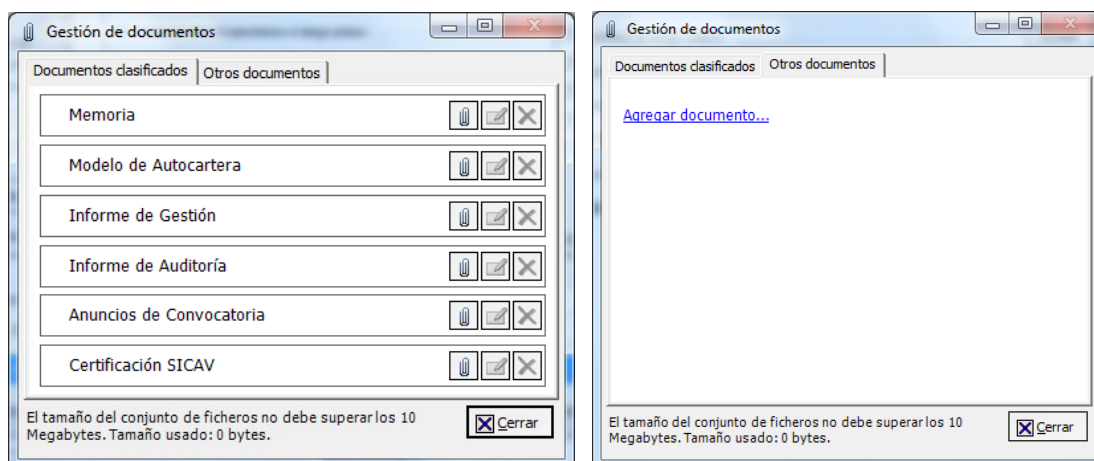 Gestión de documentos
Documentos clasificados
Otros documentos
Memoria
Modelo de Autocartera
Informe de Gestión
Informe de Auditoría
Anuncios de Convocatoria
Certificación SICAV
El tamaño del conjunto de ficheros no debe superar los 10
Megabytes. Tamaño usado: 0 bytes.
Cerrar
Gestión de documentos
Documentos clasificados
Otros documentos
Agregar documento...
El tamaño del conjunto de ficheros no debe superar los 10
Megabytes. Tamaño usado: 0 bytes.
Cerrar